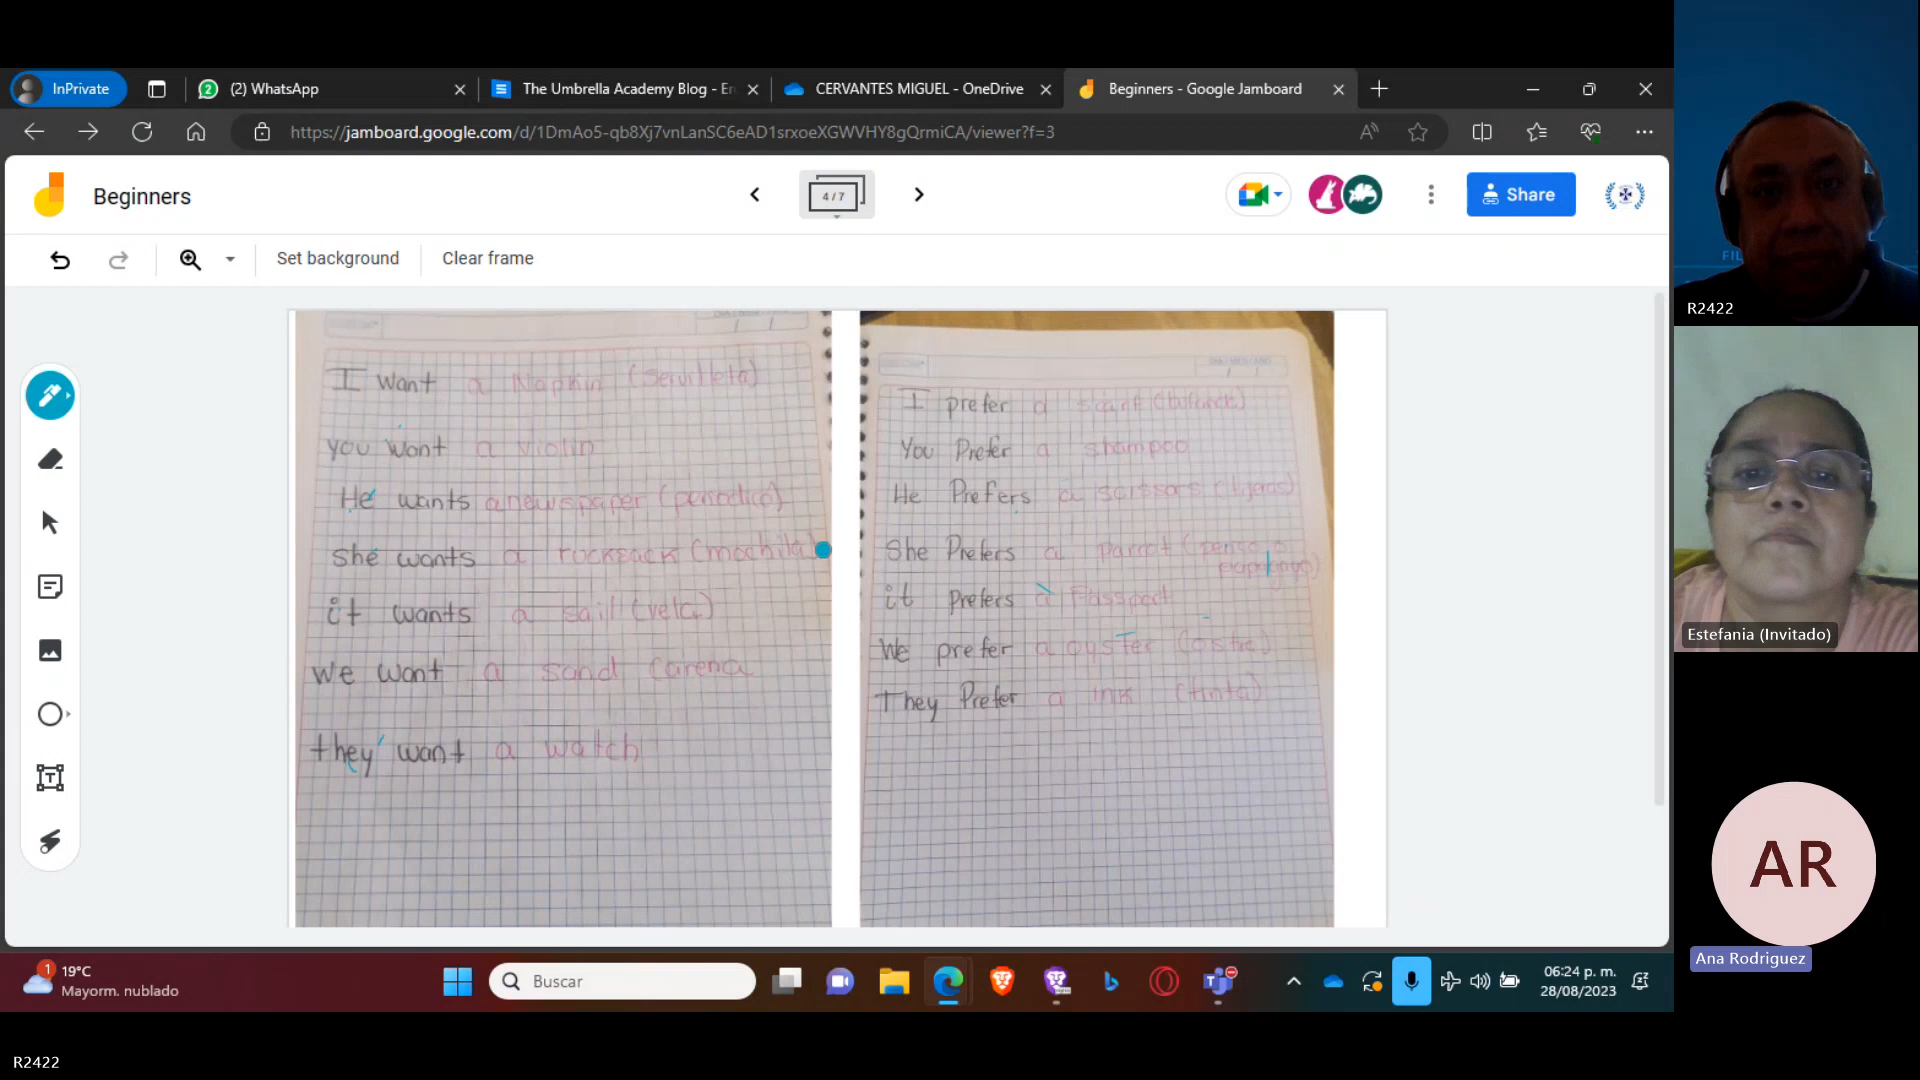 InPrivate
(2) WhatsApp
The Umbrella Academy Blog - En
CERVANTES MIGUEL - OneDrive
Beginners - Google Jamboard
https://jamboard.google.com/d/1DmAo5-qb8Xj7vnLanSC6eAD1srxoeXGWVHY8gQrmiCA/viewer?f=3
Beginners
4 / 7
Share
Set background
Clear frame
I want a Napkin (Servilleta)
you want a violin
He wants a newspaper (periodico)
she wants a rucksack (mochila)
it wants a sail (vela)
we want a sand (arena
they want a watch
I prefer a scarf (bufanda)
You Prefer a shampoo
He Prefers a scissors (tijeras)
She Prefers a parrot
it Prefers a Passport
We prefer a oyster (ostre)
They Prefer a ink (tinta)
R2422
Estefania (Invitado)
AR
Ana Rodriguez
1
19°C
Mayorm. nublado
Buscar
06:24 p. m.
28/08/2023
R2422